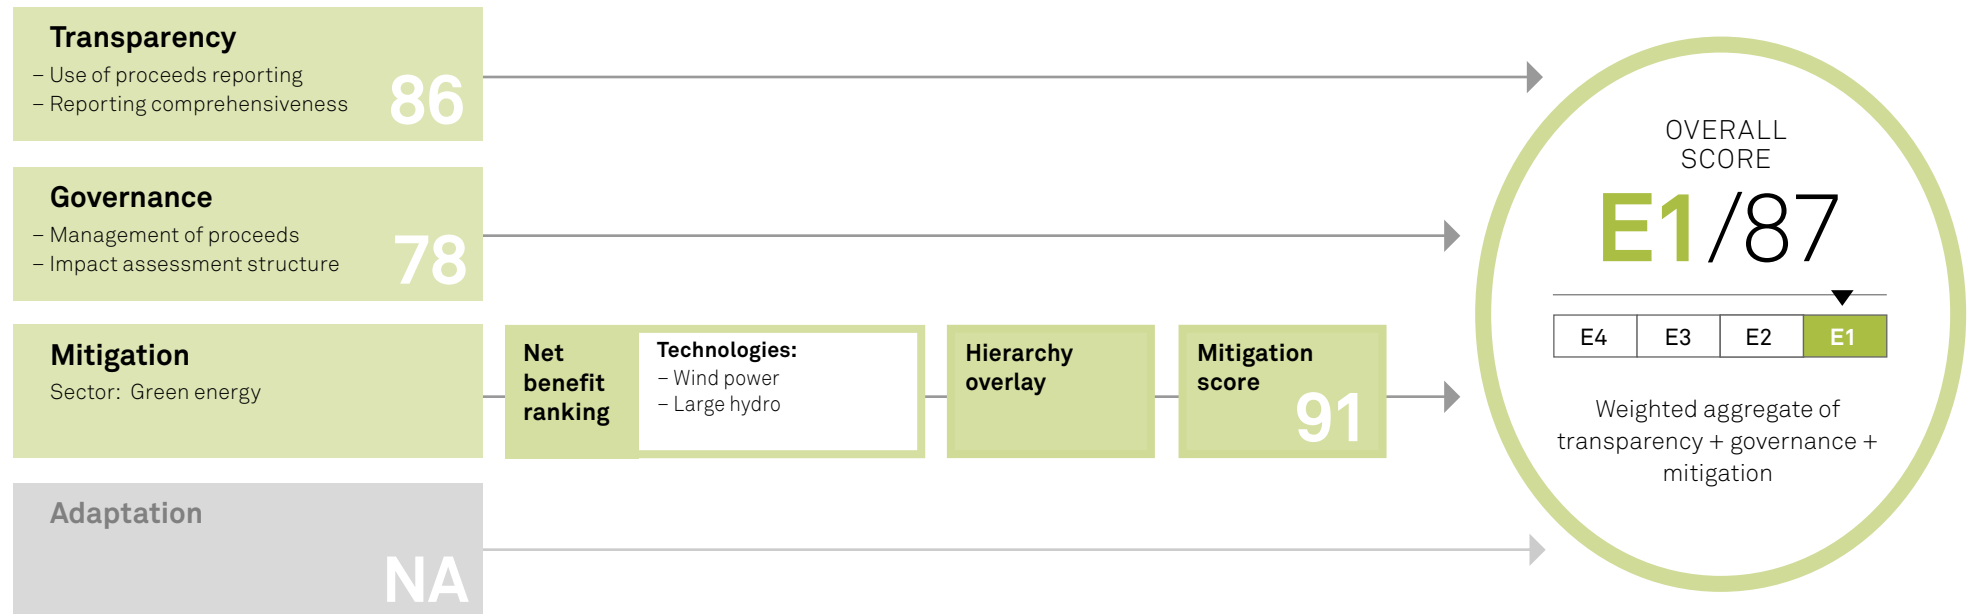 Transparency
– Use of proceeds reporting
– Reporting comprehensiveness
86
Governance
– Management of proceeds
– Impact assessment structure
78
Mitigation
Sector: Green energy
Net
benefit
ranking
Technologies:
– Wind power
– Large hydro
Hierarchy
overlay
Mitigation
score
91
Adaptation
NA
OVERALL
SCORE
E1/87
E4 E3 E2 E1
Weighted aggregate of
transparency + governance +
mitigation